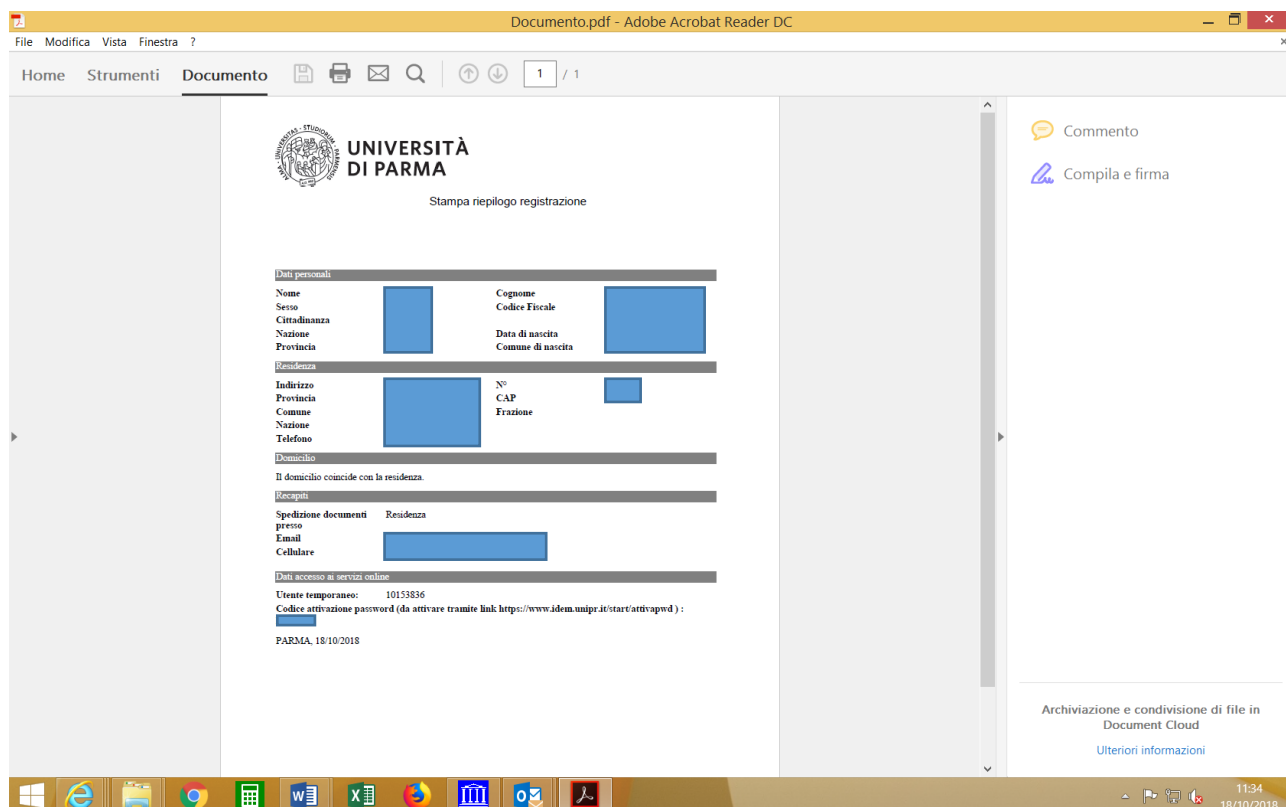 Documento.pdf - Adobe Acrobat Reader DC
File Modifica Vista Finestra ?
Home Strumenti Documento 1 / 1
UNIVERSITÀ
DI PARMA
Stampa riepilogo registrazione
Dati personali
Nome Cognome
Sesso Codice Fiscale
Cittadinanza
Nazione Data di nascita
Provincia Comune di nascita
Residenza
Indirizzo N°
Provincia CAP
Comune Frazione
Nazione
Telefono
Domicilio
Il domicilio coincide con la residenza.
Recapiti
Spedizione documenti Residenza
presso
Email
Cellulare
Dati accesso ai servizi online
Utente temporaneo: 10153836
Codice attivazione password (da attivare tramite link https://www.idem.unipr.it/start/attivapwd ) :
PARMA, 18/10/2018
Commento
Compila e firma
Archiviazione e condivisione di file in
Document Cloud
Ulteriori informazioni
11:34
18/10/2018